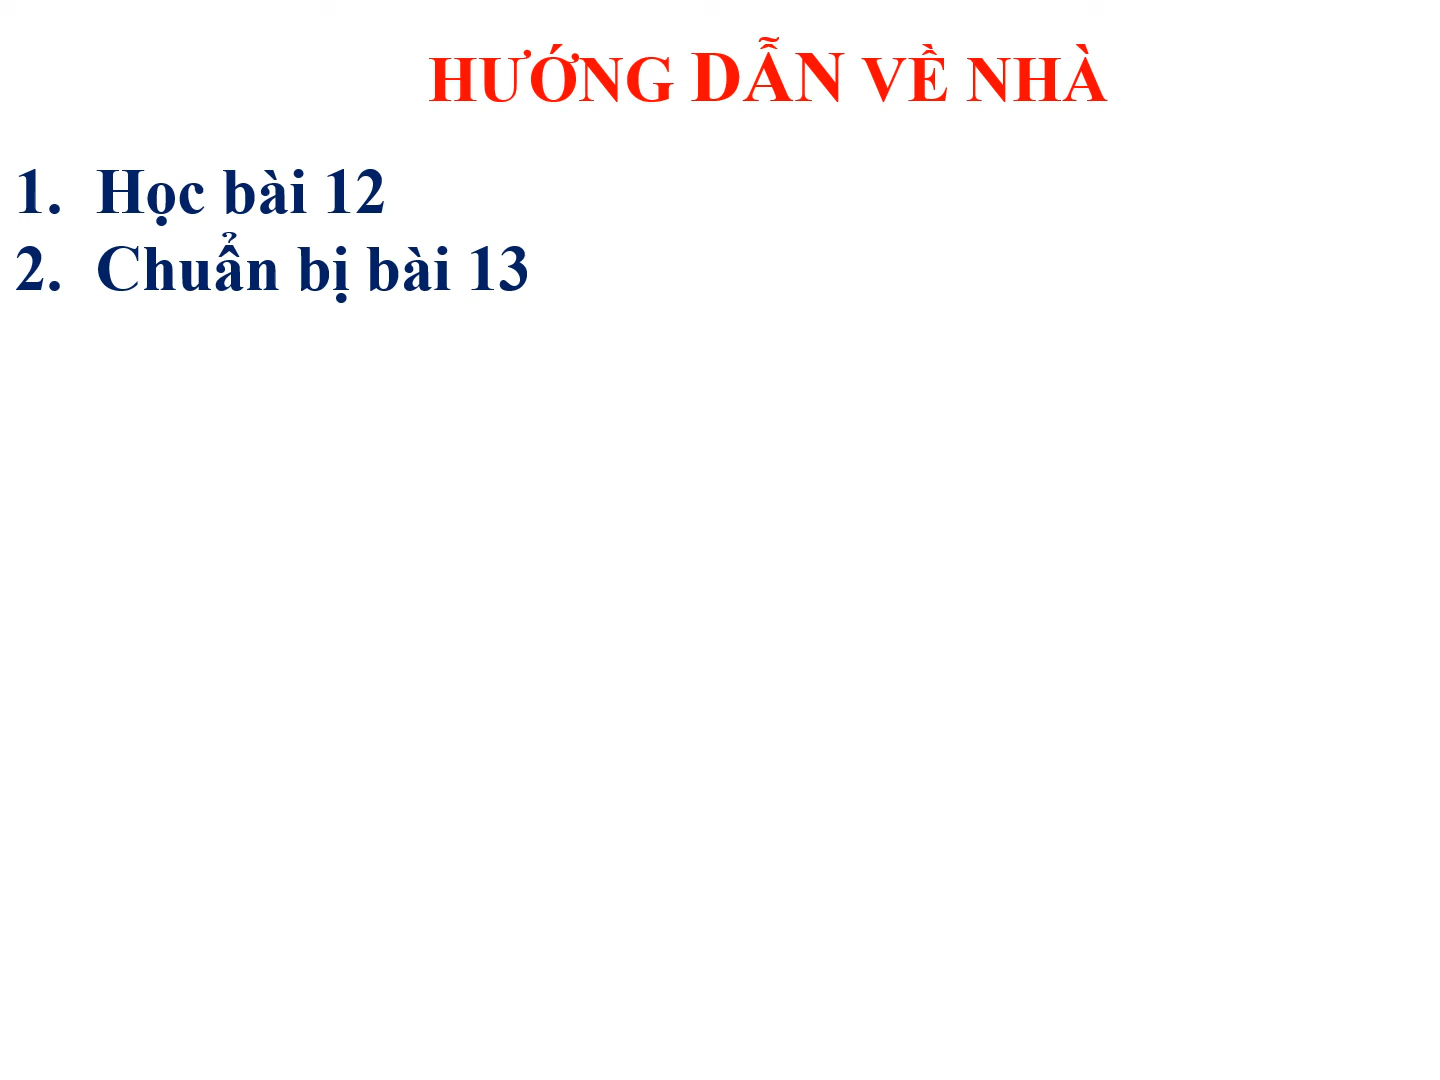 HƯỚNG DẪN VỀ NHÀ
1. Học bài 12
2. Chuẩn bị bài 13